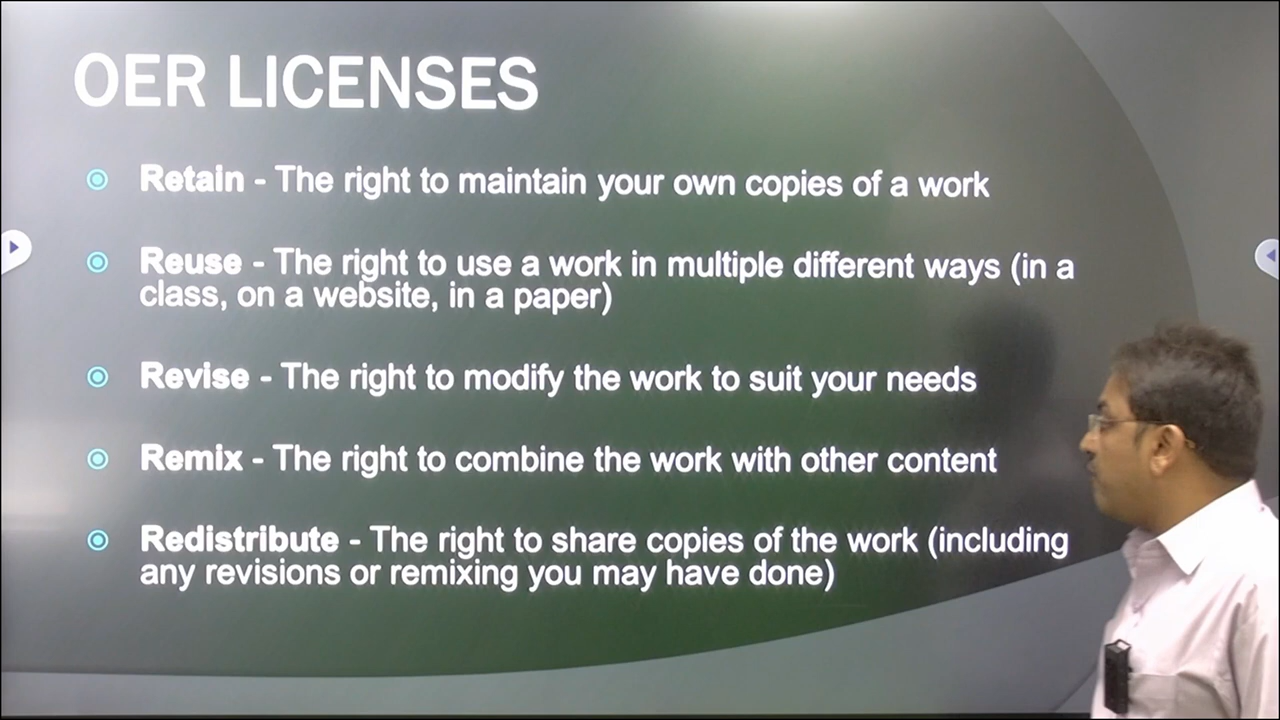 OER LICENSES
Retain - The right to maintain your own copies of a work
Reuse - The right to use a work in multiple different ways (in a
class, on a website, in a paper)
Revise - The right to modify the work to suit your needs
Remix - The right to combine the work with other content
Redistribute - The right to share copies of the work (including
any revisions or remixing you may have done)